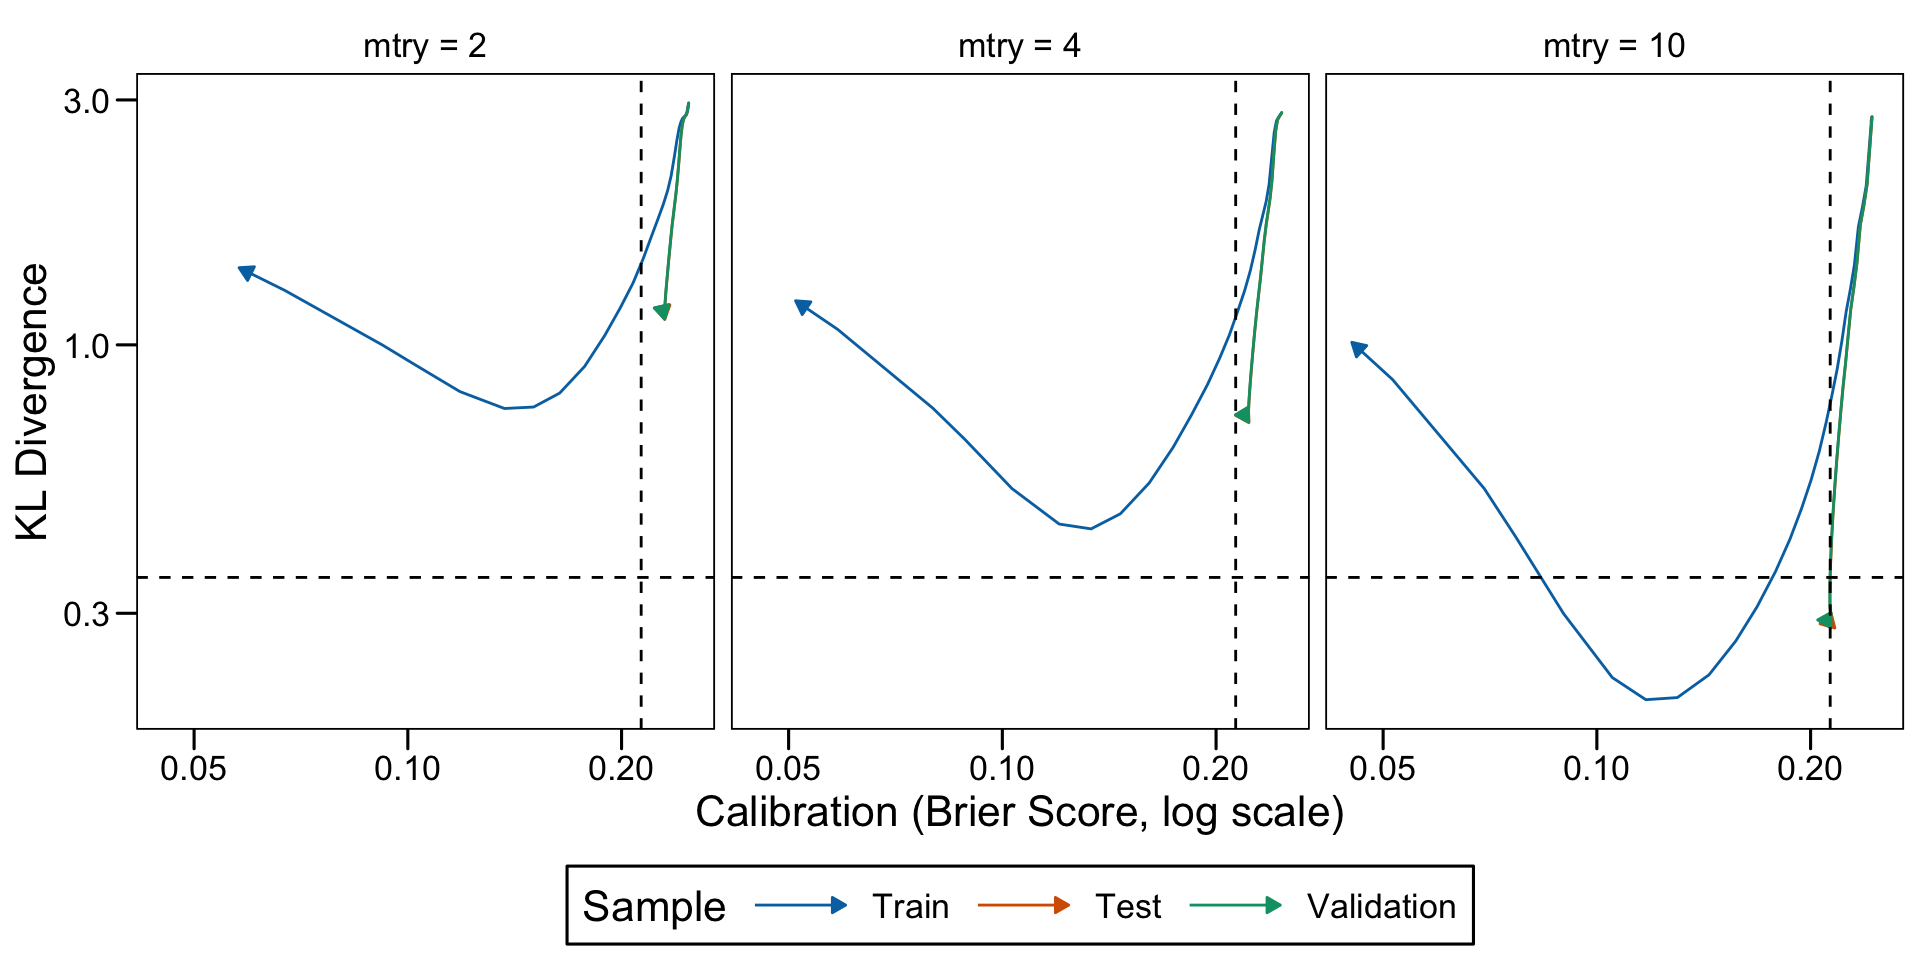 mtry = 2 mtry = 4 mtry = 10
3.0
1.0
0.3
KL Divergence
0.05 0.10 0.20 0.05 0.10 0.20 0.05 0.10 0.20
Calibration (Brier Score, log scale)
Sample Train Test Validation